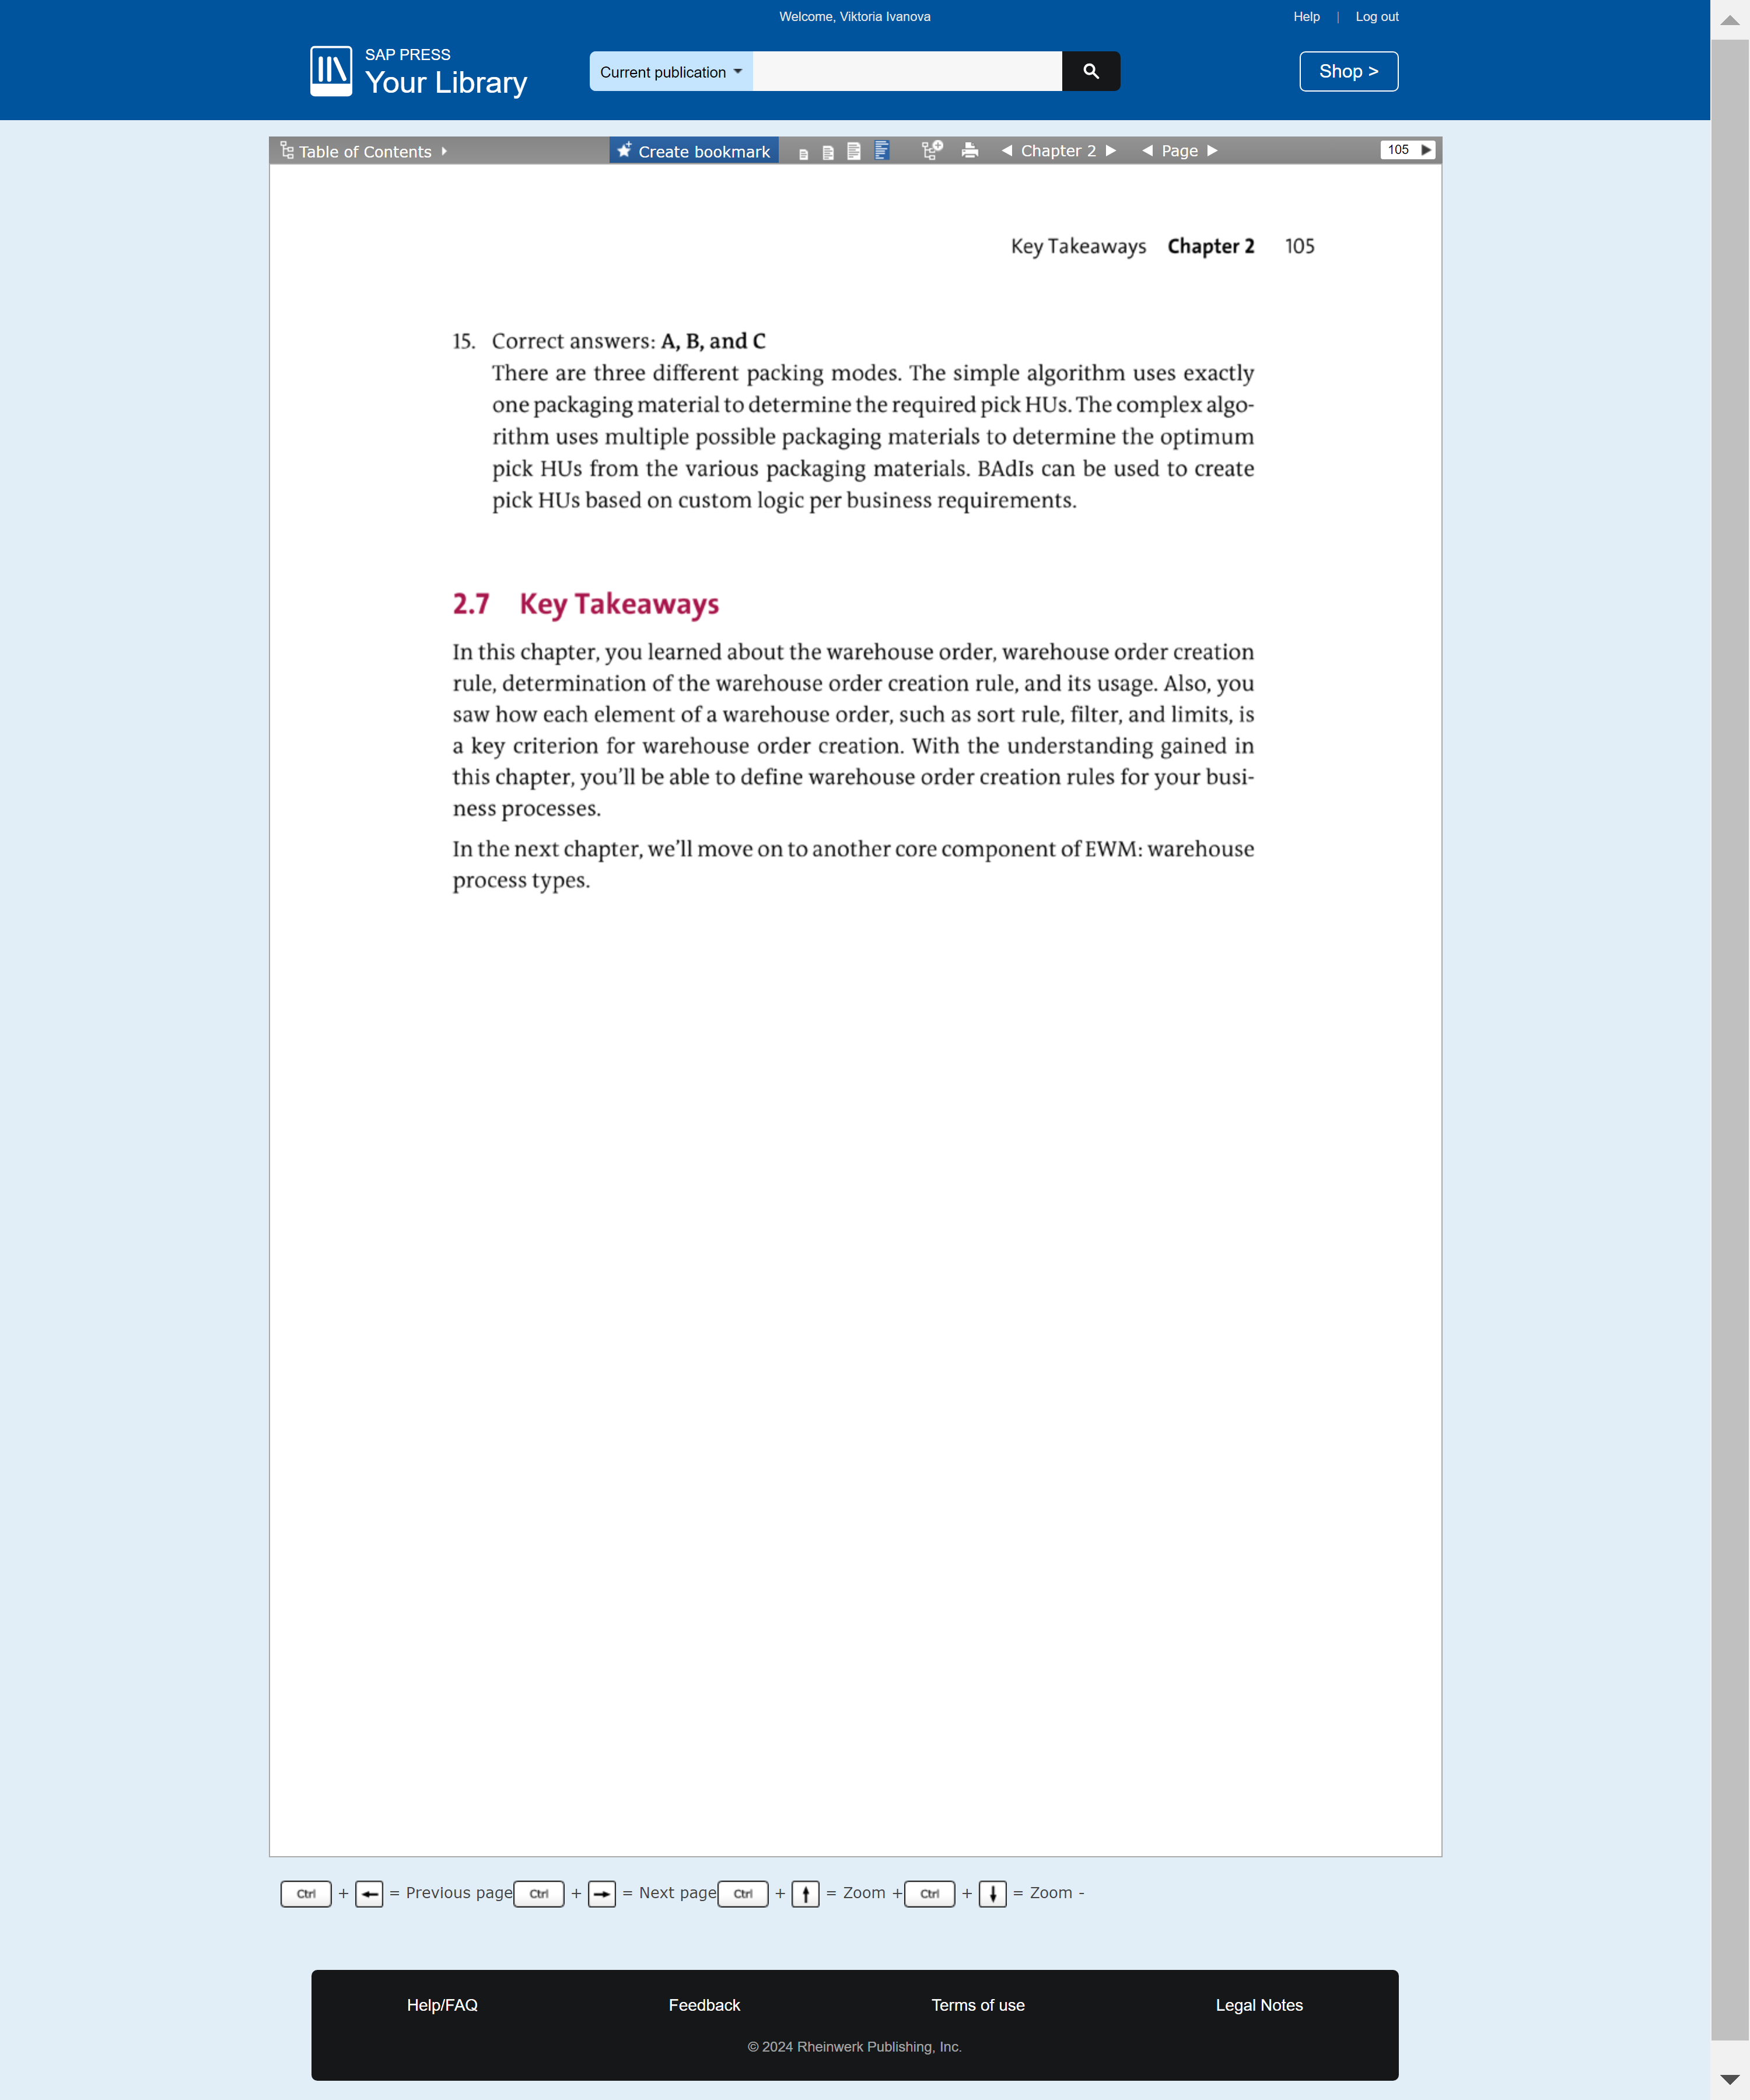 Welcome, Viktoria Ivanova
Help | Log out
SAP PRESS
Your Library
Current publication
Shop >
Table of Contents
Create bookmark
Chapter 2
Page
105
Key Takeaways Chapter 2 105
15. Correct answers: A, B, and C
There are three different packing modes. The simple algorithm uses exactly
one packaging material to determine the required pick HUs. The complex algo-
rithm uses multiple possible packaging materials to determine the optimum
pick HUs from the various packaging materials. BAdIs can be used to create
pick HUs based on custom logic per business requirements.
2.7 Key Takeaways
In this chapter, you learned about the warehouse order, warehouse order creation
rule, determination of the warehouse order creation rule, and its usage. Also, you
saw how each element of a warehouse order, such as sort rule, filter, and limits, is
a key criterion for warehouse order creation. With the understanding gained in
this chapter, you'll be able to define warehouse order creation rules for your busi-
ness processes.
In the next chapter, we'll move on to another core component of EWM: warehouse
process types.
Ctrl + ← = Previous page Ctrl + → = Next page Ctrl + ↑ = Zoom + Ctrl + ↓ = Zoom -
Help/FAQ Feedback Terms of use Legal Notes
© 2024 Rheinwerk Publishing, Inc.